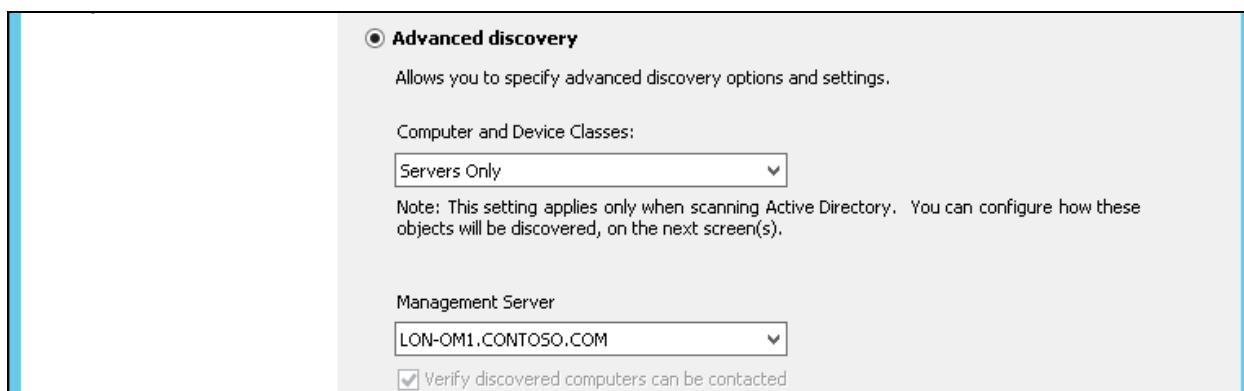 Advanced discovery
Allows you to specify advanced discovery options and settings.
Computer and Device Classes:
Servers Only
Note: This setting applies only when scanning Active Directory. You can configure how these
objects will be discovered, on the next screen(s).
Management Server
LON-OM1.CONTOSO.COM
Verify discovered computers can be contacted